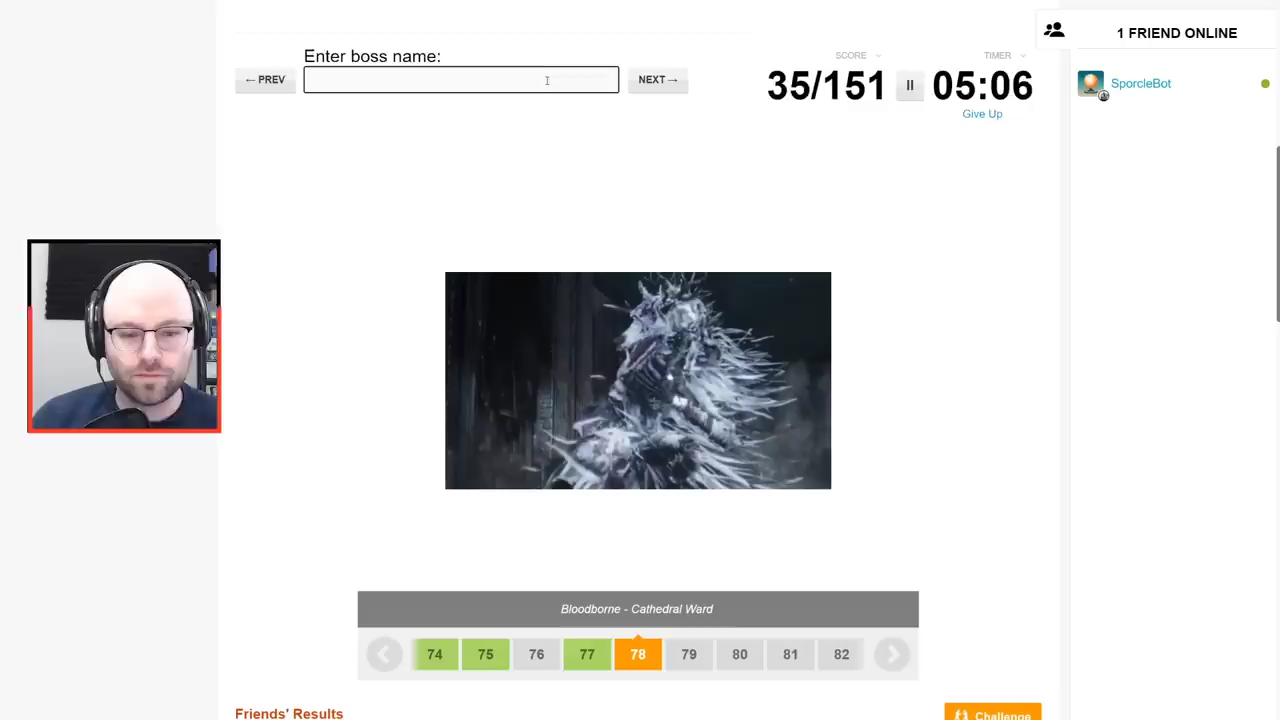 1 FRIEND ONLINE
SporcleBot
Enter boss name:
← PREV
NEXT →
SCORE
35/151
TIMER
05:06
Give Up
Bloodborne - Cathedral Ward
74 75 76 77 78 79 80 81 82
Friends' Results
Challenge